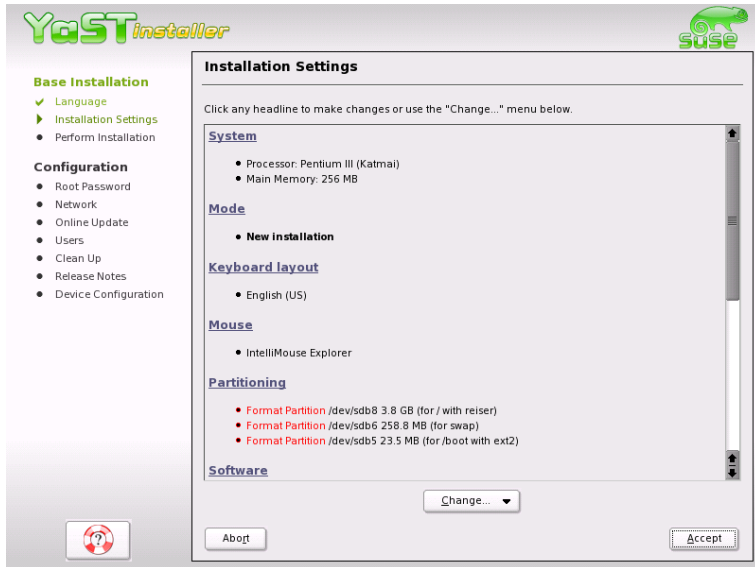 YaST installer
SUSE
Base Installation
Language
Installation Settings
Perform Installation
Configuration
Root Password
Network
Online Update
Users
Clean Up
Release Notes
Device Configuration
Installation Settings
Click any headline to make changes or use the "Change..." menu below.
System
Processor: Pentium III (Katmai)
Main Memory: 256 MB
Mode
New installation
Keyboard layout
English (US)
Mouse
IntelliMouse Explorer
Partitioning
Format Partition /dev/sdb8 3.8 GB (for / with reiser)
Format Partition /dev/sdb6 258.8 MB (for swap)
Format Partition /dev/sdb5 23.5 MB (for /boot with ext2)
Software
Change...
?
Abort
Accept